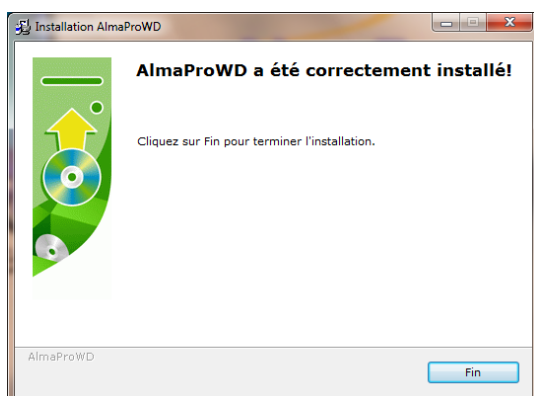 Installation AlmaProWD
AlmaProWD a été correctement installé!
Cliquez sur Fin pour terminer l'installation.
AlmaProWD
Fin